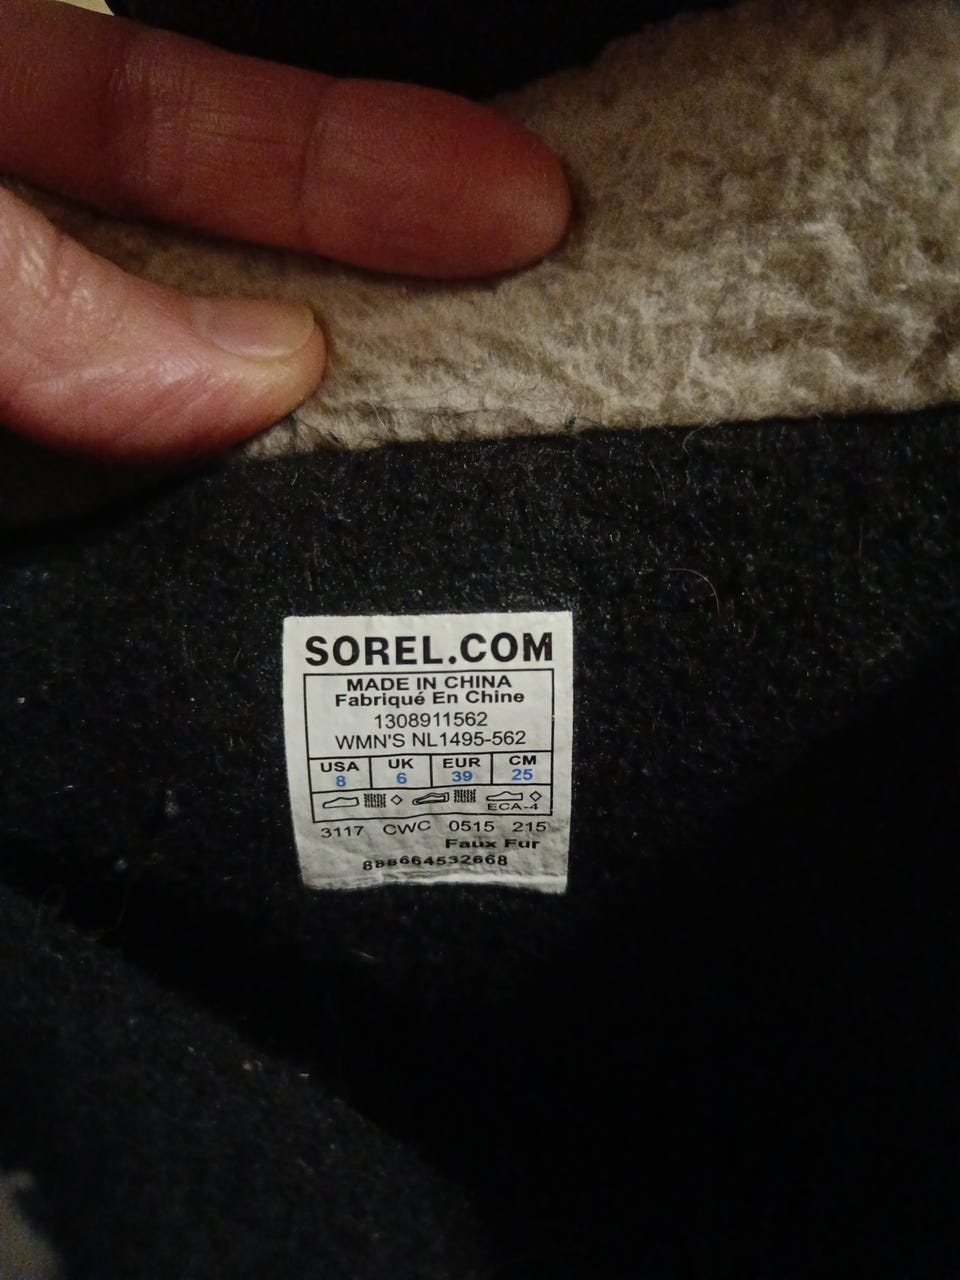 SOREL.COM
MADE IN CHINA
Fabriqué En Chine
1308911562
WMN'S NL1495-562
USA UK EUR CM
8 6 39 25
ECA-4
3117 CWC 0515 215
Faux Fur
888664532668